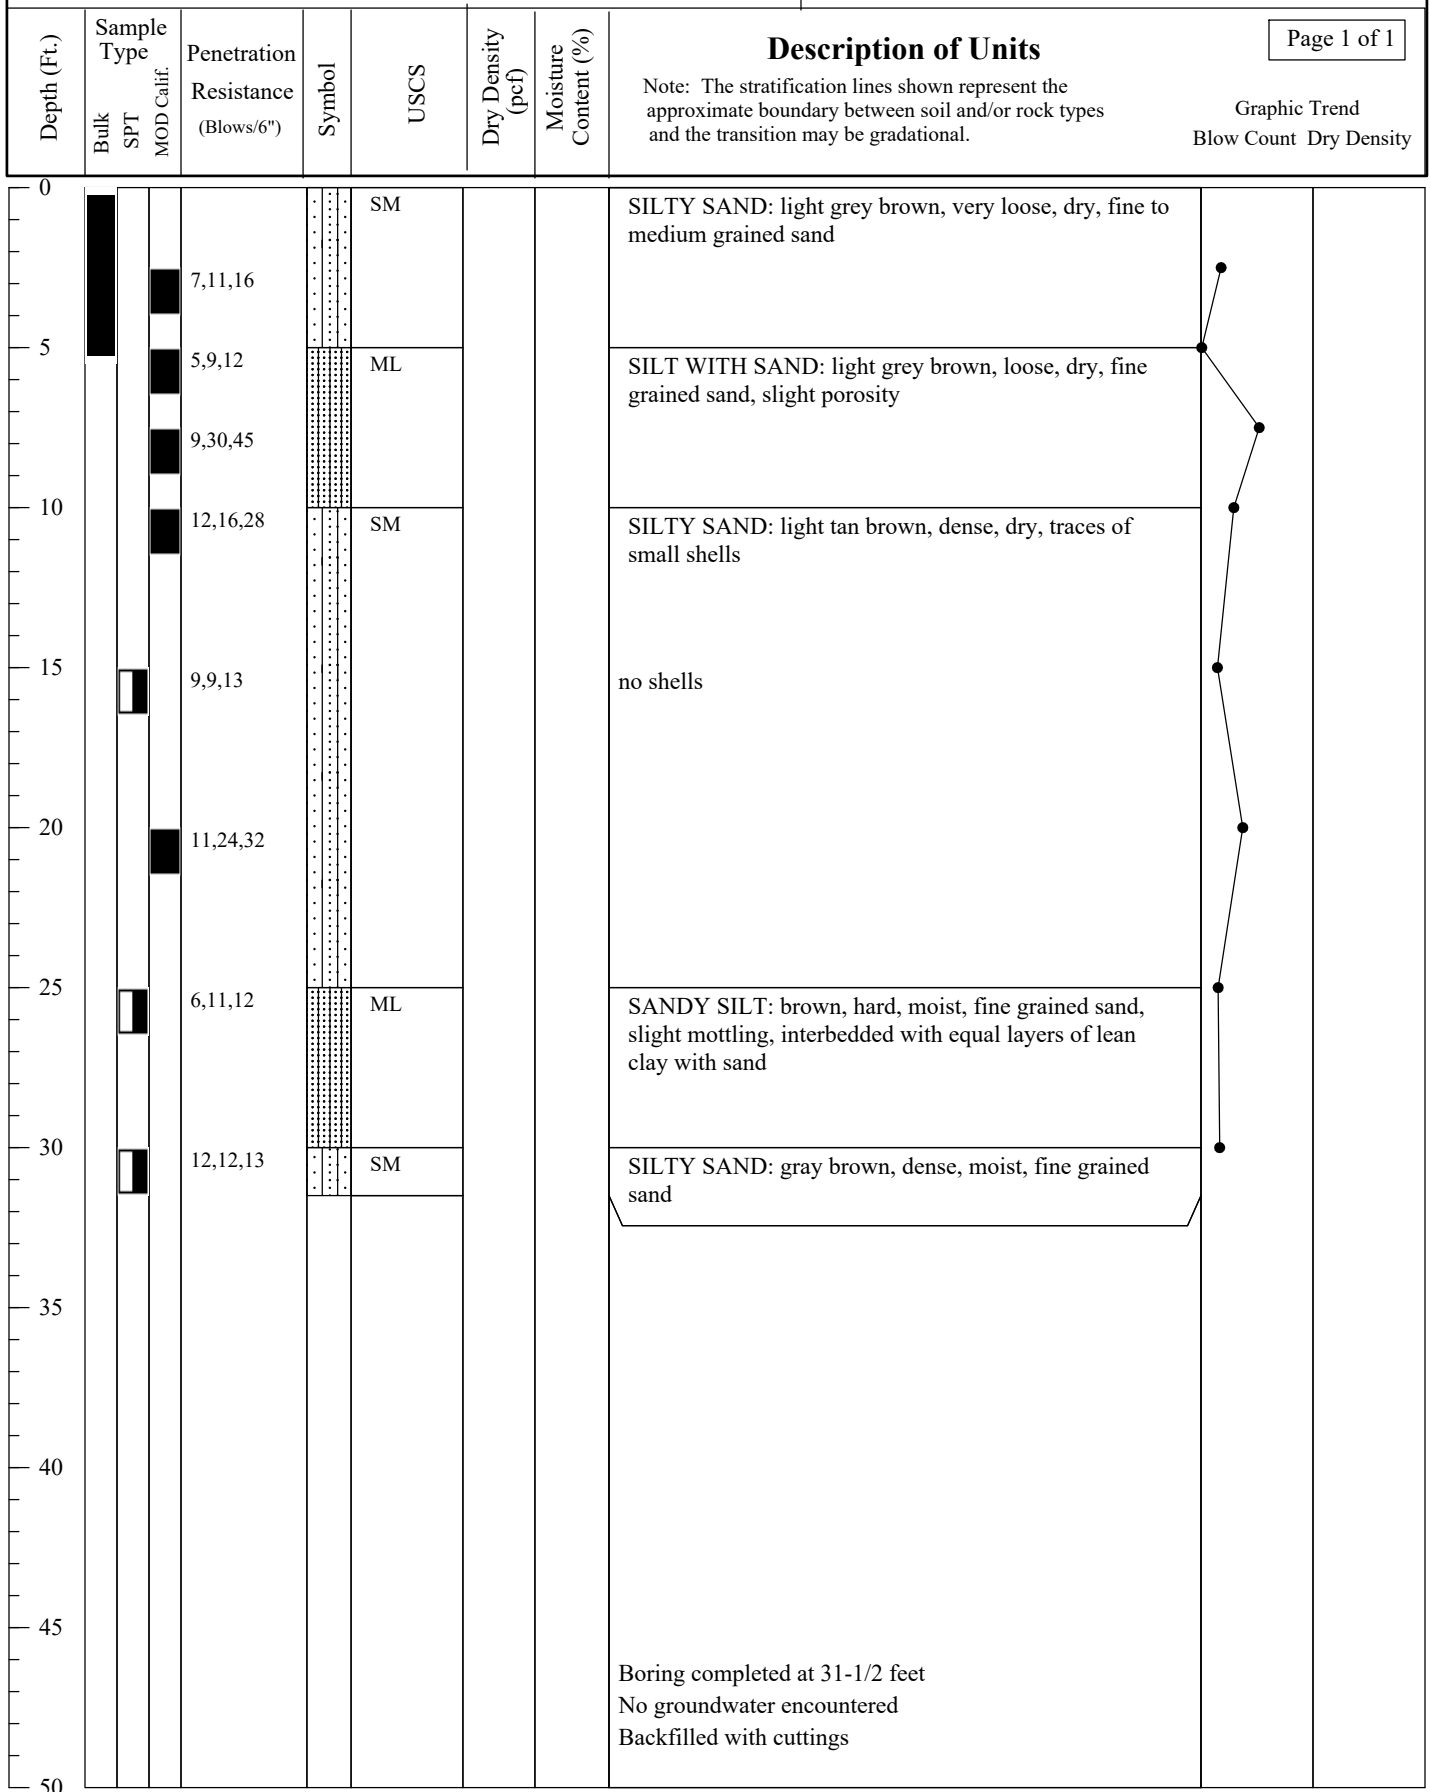 Depth (Ft.)
Sample
Type
Bulk
SPT
MOD Calif.
Penetration
Resistance
(Blows/6")
Symbol
USCS
Dry Density
(pcf)
Moisture
Content (%)
Description of Units
Note: The stratification lines shown represent the
approximate boundary between soil and/or rock types
and the transition may be gradational.
Page 1 of 1
Graphic Trend
Blow Count Dry Density
0
SM
SILTY SAND: light grey brown, very loose, dry, fine to
medium grained sand
7,11,16
5
5,9,12
ML
SILT WITH SAND: light grey brown, loose, dry, fine
grained sand, slight porosity
9,30,45
10
12,16,28
SM
SILTY SAND: light tan brown, dense, dry, traces of
small shells
15
9,9,13
no shells
20
11,24,32
25
6,11,12
ML
SANDY SILT: brown, hard, moist, fine grained sand,
slight mottling, interbedded with equal layers of lean
clay with sand
30
12,12,13
SM
SILTY SAND: gray brown, dense, moist, fine grained
sand
35
40
45
Boring completed at 31-1/2 feet
No groundwater encountered
Backfilled with cuttings
50